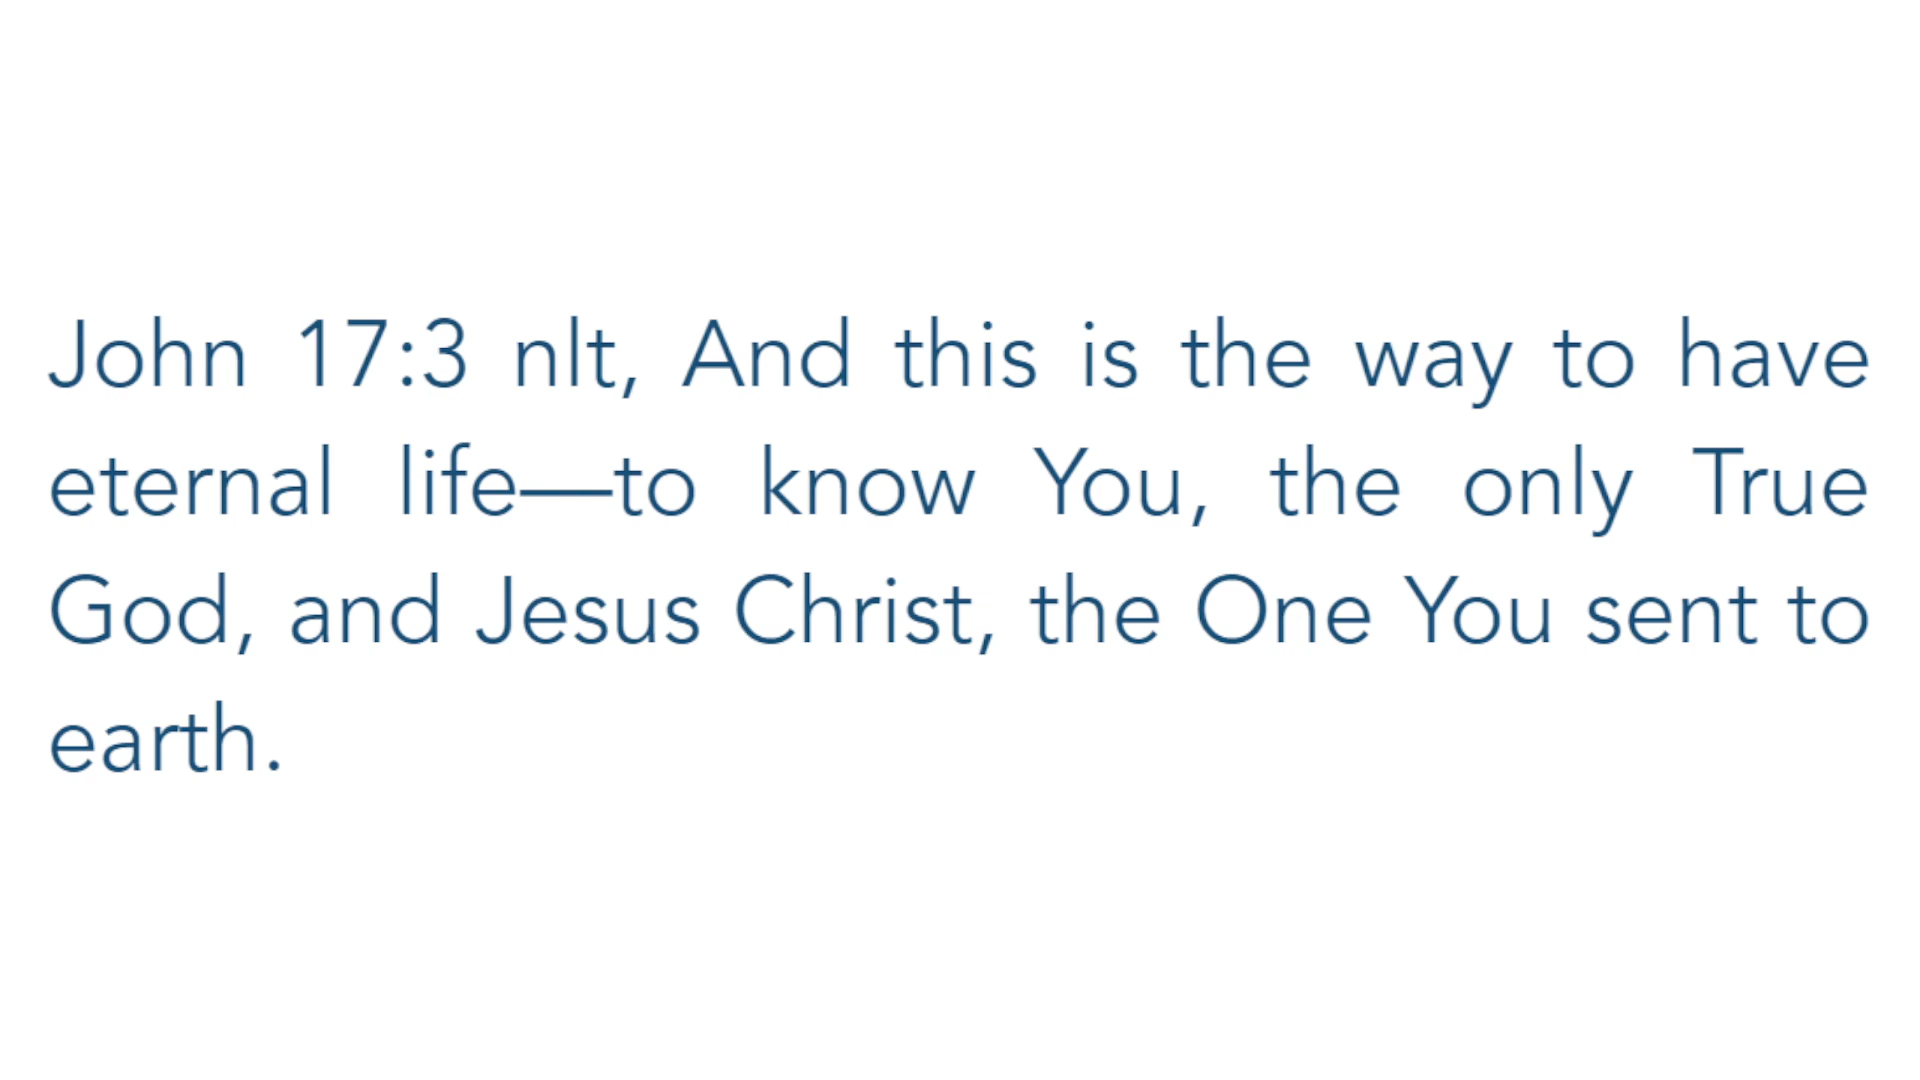 John 17:3 nlt, And this is the way to have
eternal life—to know You, the only True
God, and Jesus Christ, the One You sent to
earth.